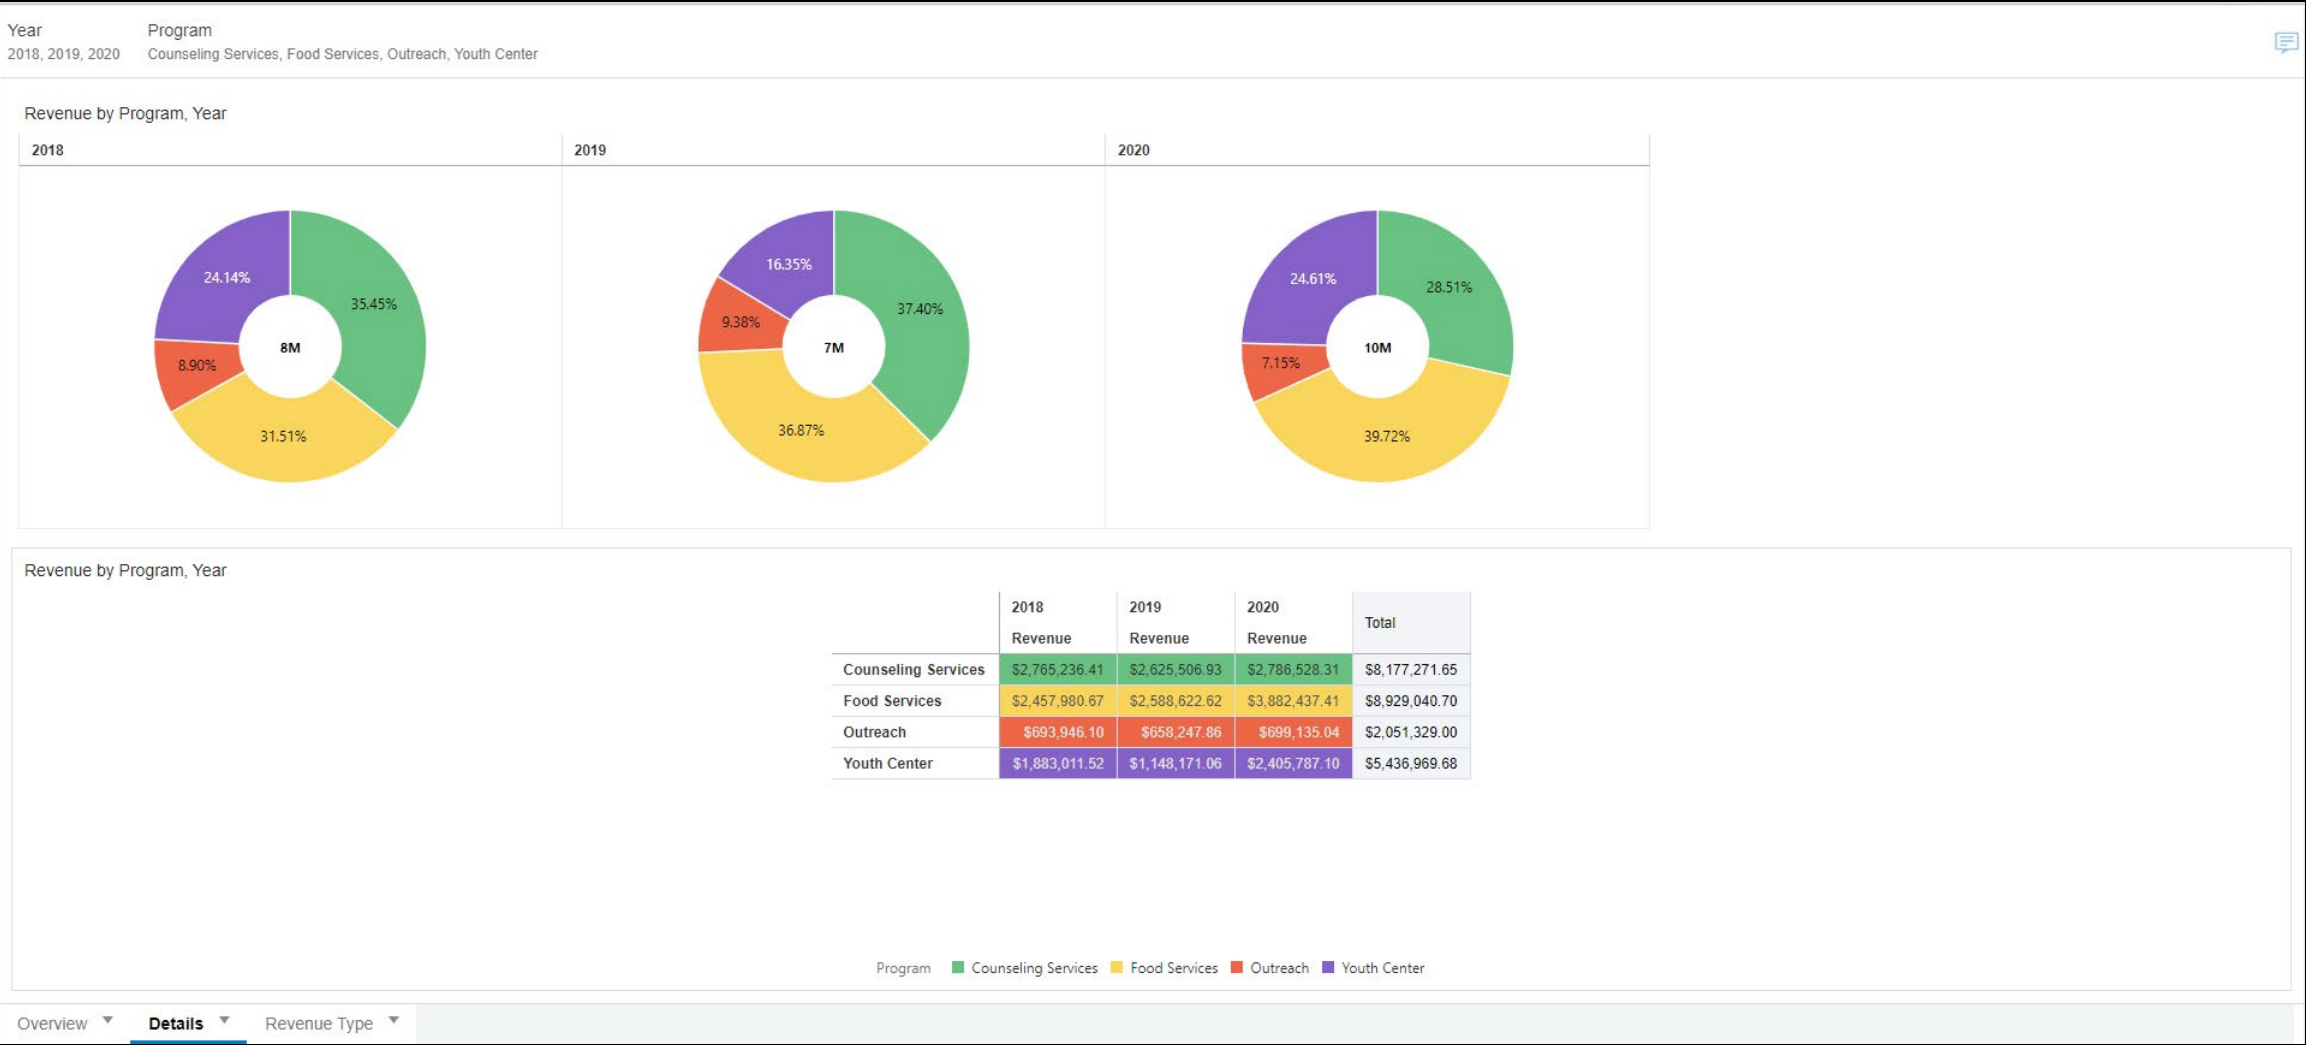 Year Program
2018, 2019, 2020 Counseling Services, Food Services, Outreach, Youth Center
Revenue by Program, Year
2018 2019 2020
24.14% 35.45% 8M 8.90% 31.51%
16.35% 37.40% 9.38% 7M 36.87%
24.61% 28.51% 10M 7.15% 39.72%
Revenue by Program, Year
2018 2019 2020 Total
Revenue Revenue Revenue
Counseling Services $2,765,236.41 $2,625,506.93 $2,786,528.31 $8,177,271.65
Food Services $2,457,980.67 $2,588,622.62 $3,882,437.41 $8,929,040.70
Outreach $693,946.10 $658,247.86 $699,135.04 $2,051,329.00
Youth Center $1,883,011.52 $1,148,171.06 $2,405,787.10 $5,436,969.68
Program Counseling Services Food Services Outreach Youth Center
Overview Details Revenue Type